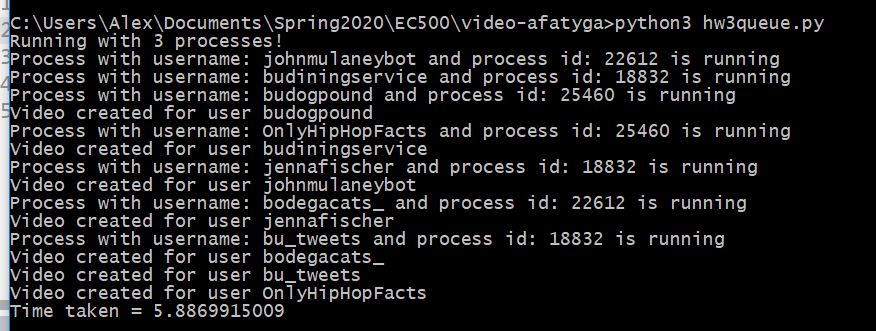 C:\Users\Alex\Documents\Spring2020\EC500\video-afatyga>python3 hw3queue.py
Running with 3 processes!
Process with username: johnmulaneybot and process id: 22612 is running
Process with username: budiningservice and process id: 18832 is running
Process with username: budogpound and process id: 25460 is running
Video created for user budogpound
Process with username: OnlyHipHopFacts and process id: 25460 is running
Video created for user budiningservice
Process with username: jennafischer and process id: 18832 is running
Video created for user johnmulaneybot
Process with username: bodegacats_ and process id: 22612 is running
Video created for user jennafischer
Process with username: bu_tweets and process id: 18832 is running
Video created for user bodegacats_
Video created for user bu_tweets
Video created for user OnlyHipHopFacts
Time taken = 5.8869915009